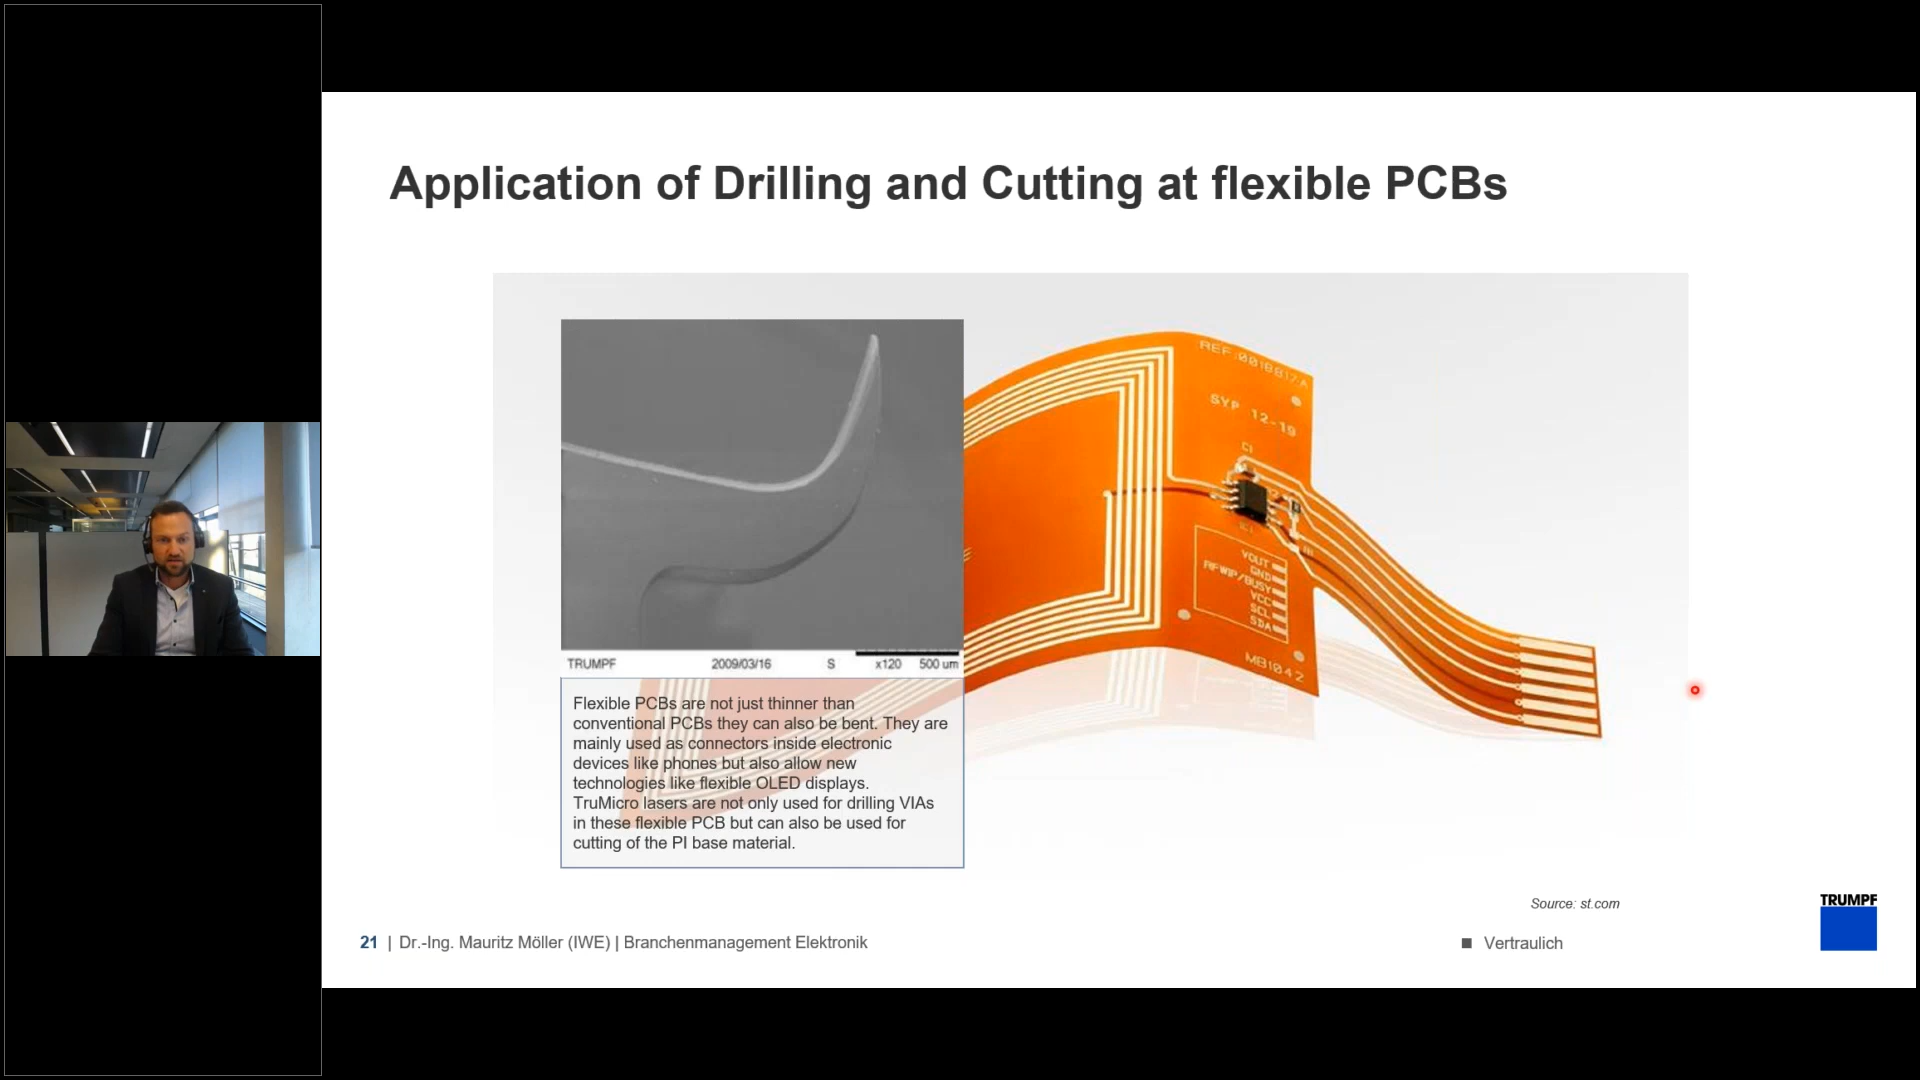 Application of Drilling and Cutting at flexible PCBs
REF:0018817A
SYP 12-19
C1
VOUT
GND
RFWIP/BUSY
VCC
SCL
SDA
MB1042
TRUMPF 2009/03/16 S x120 500 um
Flexible PCBs are not just thinner than
conventional PCBs they can also be bent. They are
mainly used as connectors inside electronic
devices like phones but also allow new
technologies like flexible OLED displays.
TruMicro lasers are not only used for drilling VIAs
in these flexible PCB but can also be used for
cutting of the PI base material.
Source: st.com
TRUMPF
21 | Dr.-Ing. Mauritz Möller (IWE) | Branchenmanagement Elektronik
Vertraulich